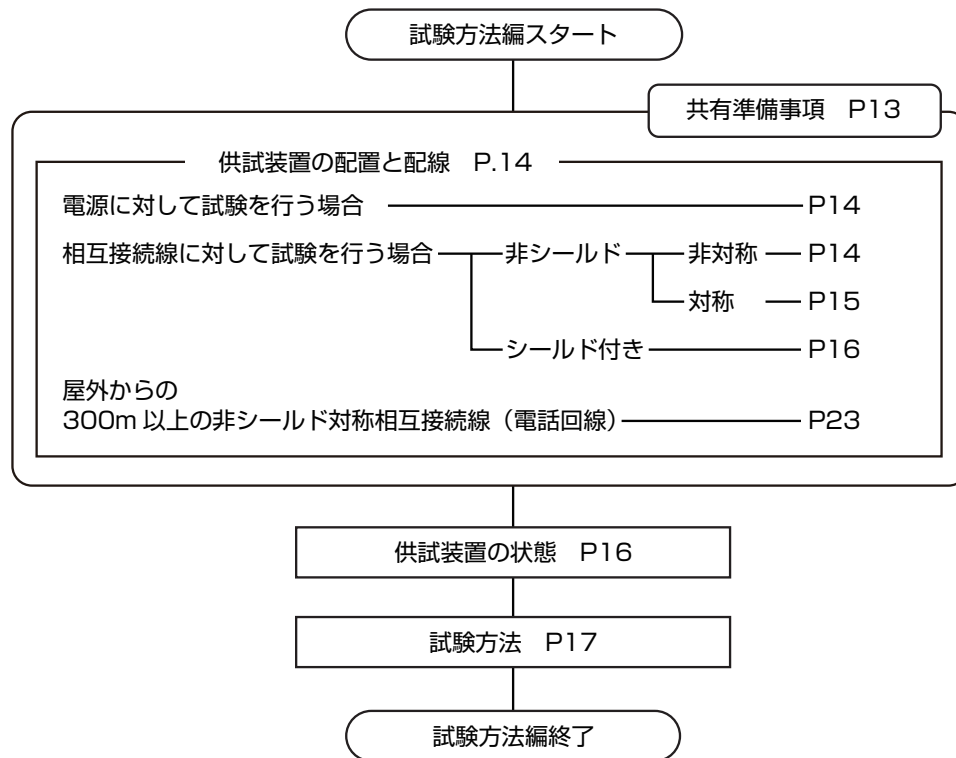 試験方法編スタート
共有準備事項　P13
供試装置の配置と配線　P.14
電源に対して試験を行う場合 P14
相互接続線に対して試験を行う場合 非シールド 非対称 P14
対称 P15
シールド付き P16
屋外からの
300m 以上の非シールド対称相互接続線（電話回線） P23
供試装置の状態　P16
試験方法　P17
試験方法編終了